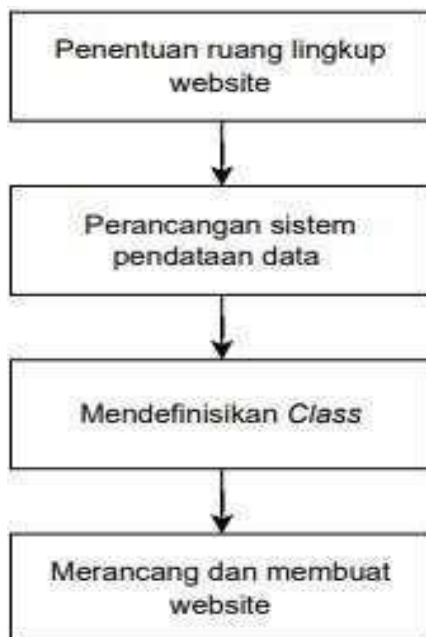 Penentuan ruang lingkup
website
Perancangan sistem
pendataan data
Mendefinisikan Class
Merancang dan membuat
website